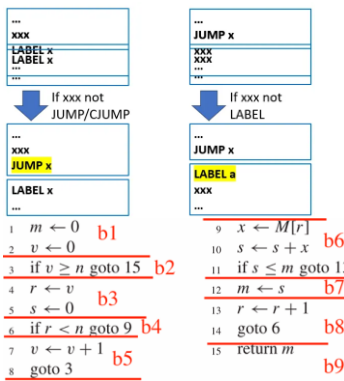 ...
xxx
LABEL x
LABEL x
...
...
If xxx not
JUMP/CJUMP
...
xxx
JUMP x
LABEL x
...
...
JUMP x
xxx
xxx
...
...
If xxx not
LABEL
...
JUMP x
LABEL a
xxx
...
1 m ← 0 b1
2 v ← 0
3 if v ≥ n goto 15 b2
4 r ← v b3
5 s ← 0
6 if r < n goto 9 b4
7 v ← v + 1 b5
8 goto 3
9 x ← M[r] b6
10 s ← s + x
11 if s ≤ m goto
12 m ← s b7
13 r ← r + 1 b8
14 goto 6
15 return m
b9